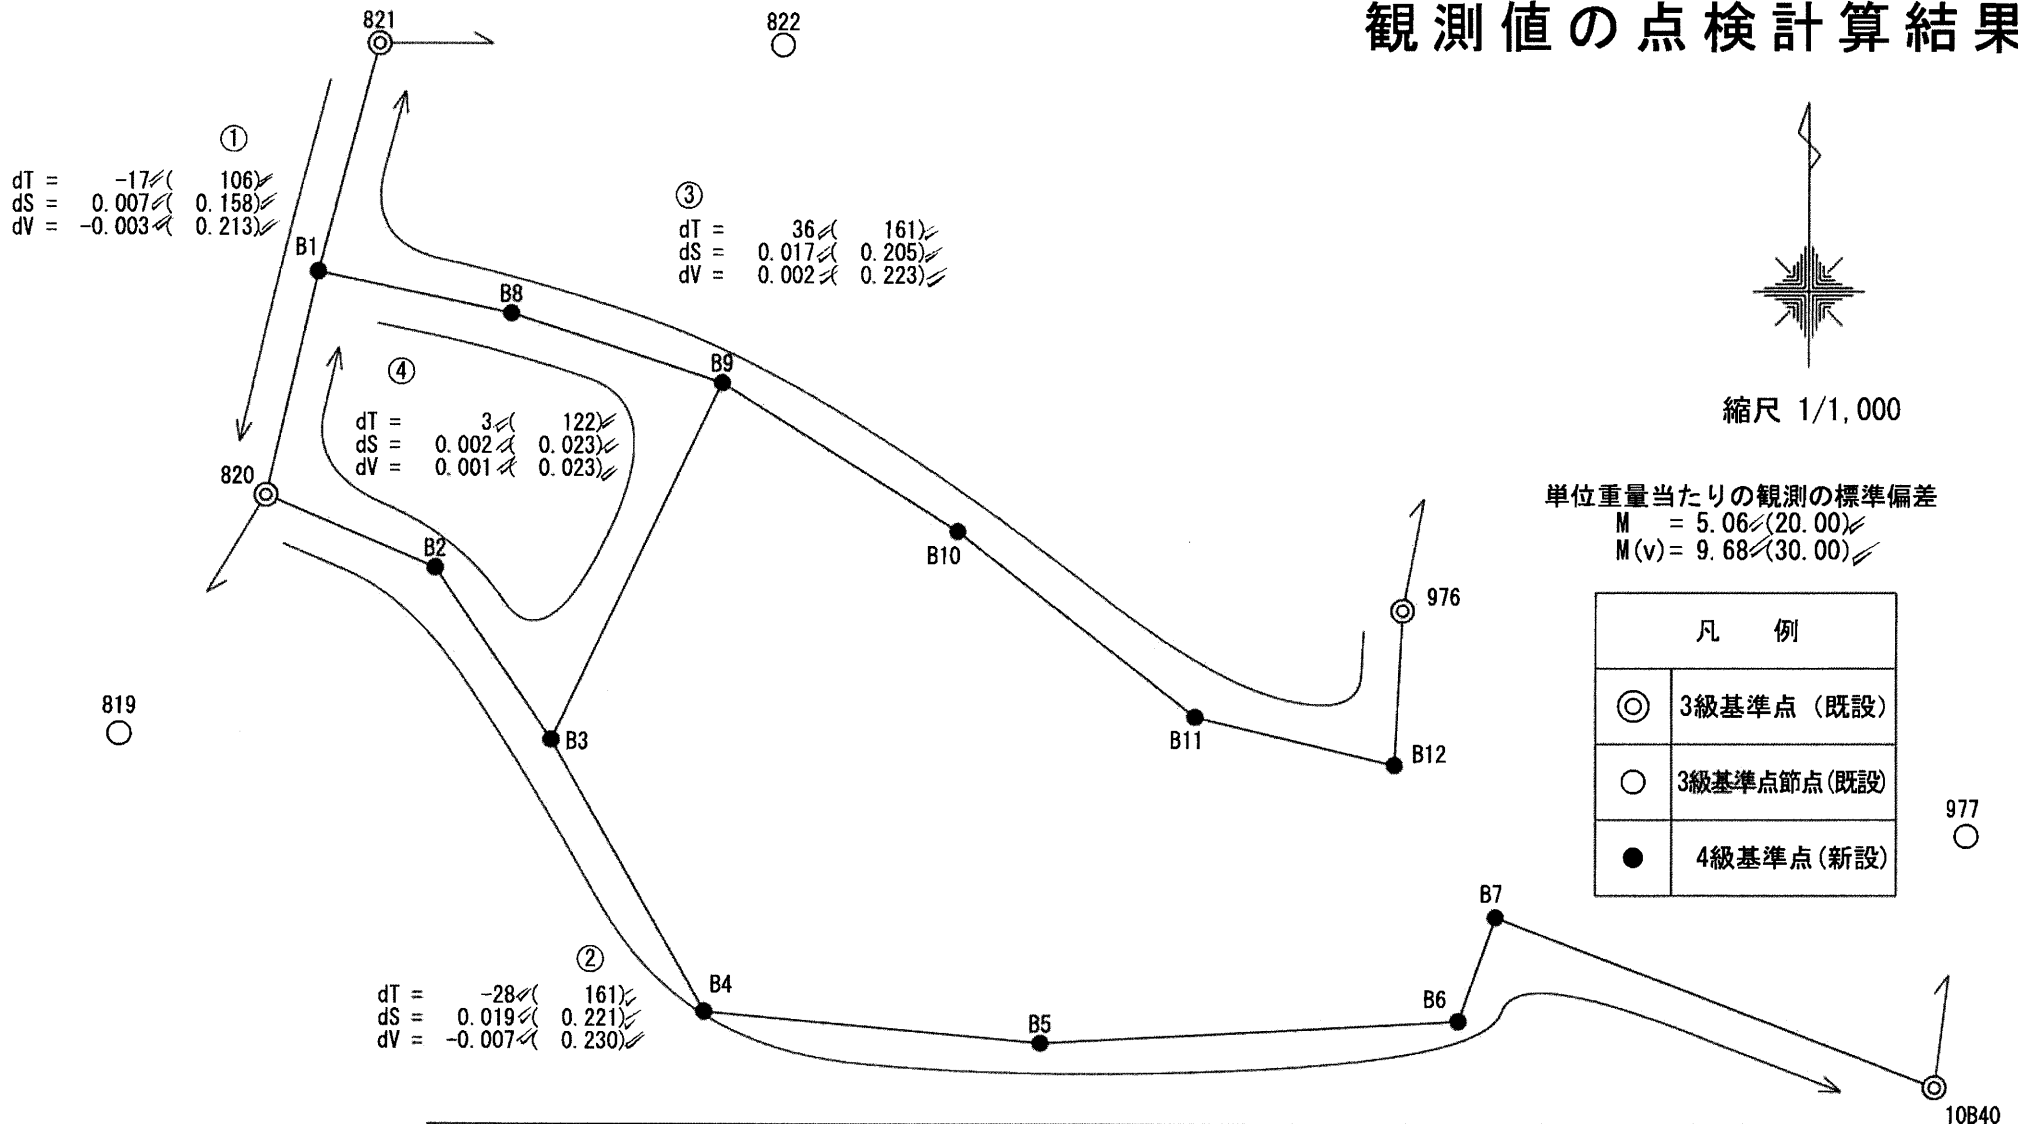 観測値の点検計算結果
821
822
①
dT = -17 ( 106)
dS = 0.007 ( 0.158)
dV = -0.003 ( 0.213)
③
dT = 36 ( 161)
dS = 0.017 ( 0.205)
dV = 0.002 ( 0.223)
B1
B8
B9
④
dT = 3 ( 122)
dS = 0.002 ( 0.023)
dV = 0.001 ( 0.023)
縮尺 1/1,000
820
単位重量当たりの観測の標準偏差
M = 5.06 (20.00)
M(v)= 9.68 (30.00)
B2
B10
976
凡 例
3級基準点 (既設)
3級基準点節点(既設)
4級基準点(新設)
819
B3
B11
B12
977
B7
②
dT = -28 ( 161)
dS = 0.019 ( 0.221)
dV = -0.007 ( 0.230)
B4
B5
B6
10B40